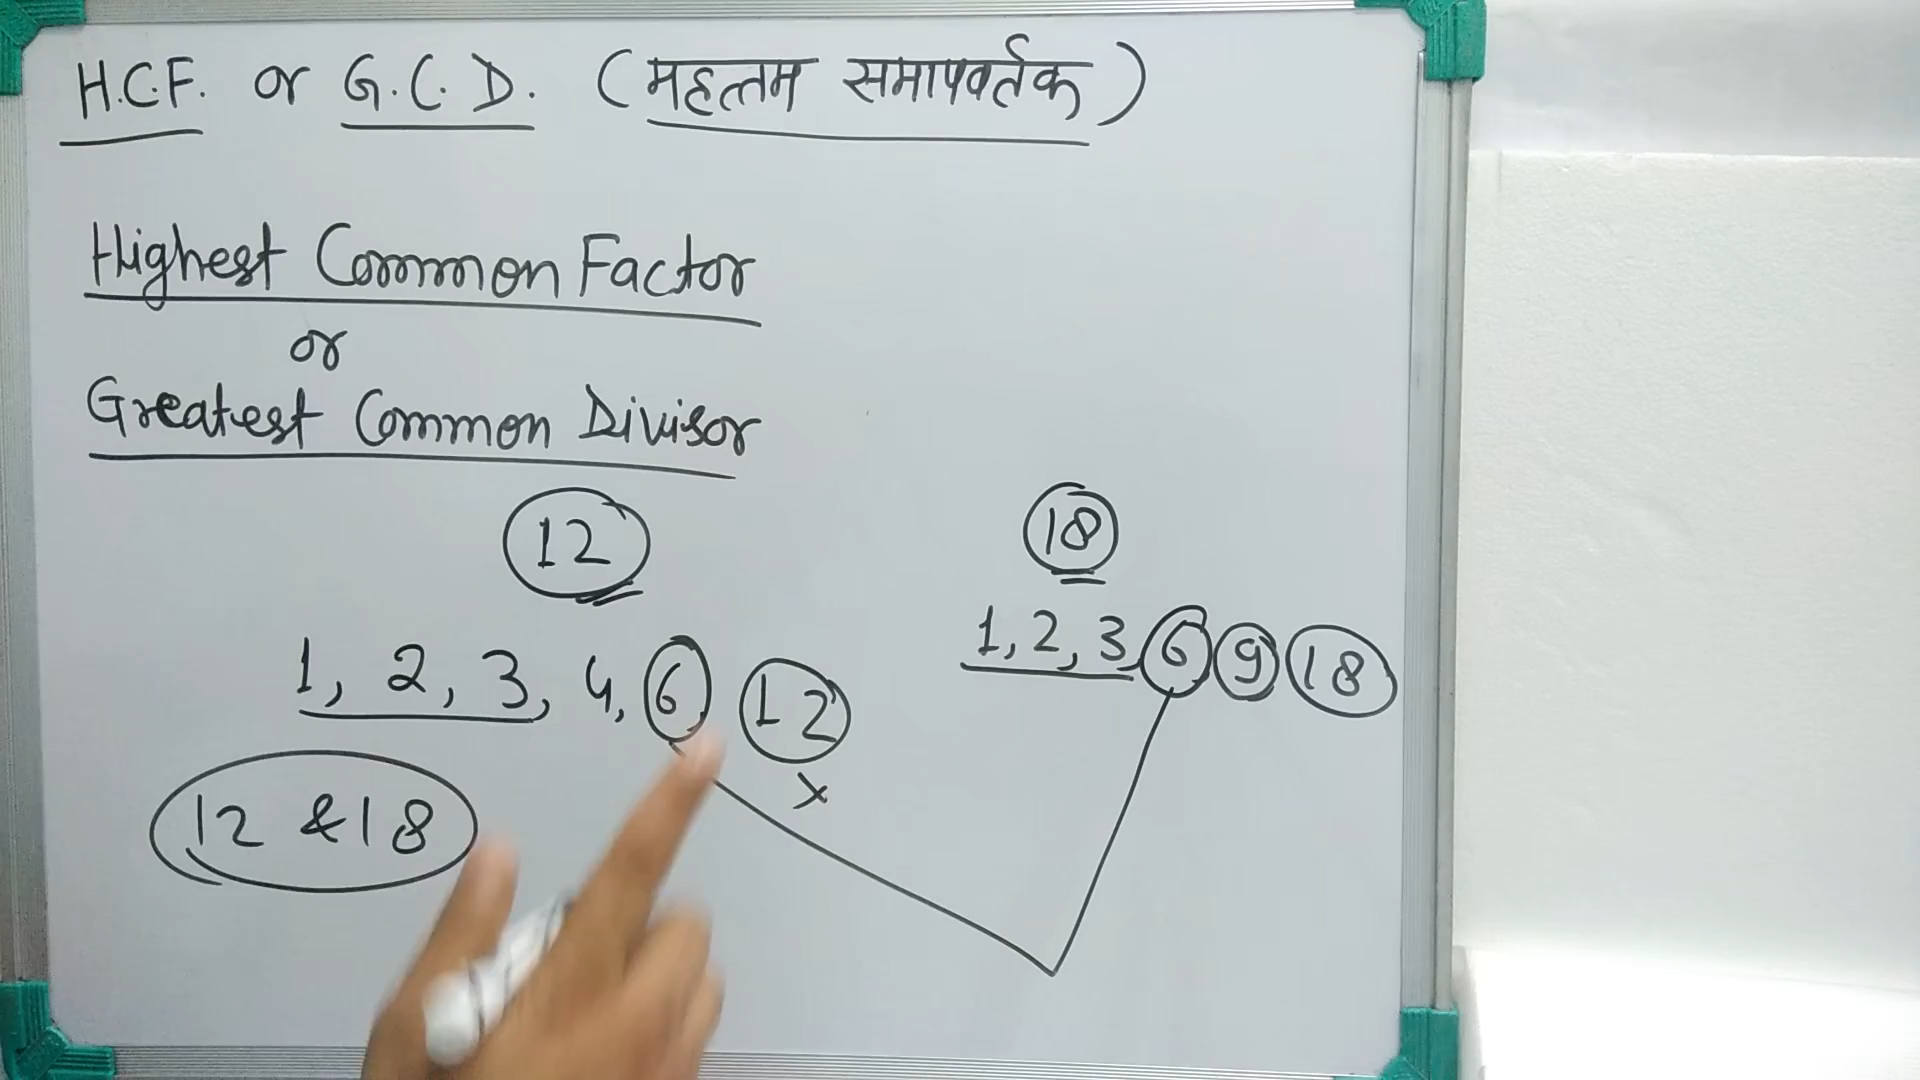 H.C.F. or G.C.D. (महत्तम समापवर्तक)
Highest Common Factor
or
Greatest Common Divisor
12
18
1, 2, 3, 4, 6 12
1, 2, 3, 6 9 18
x
12 & 18